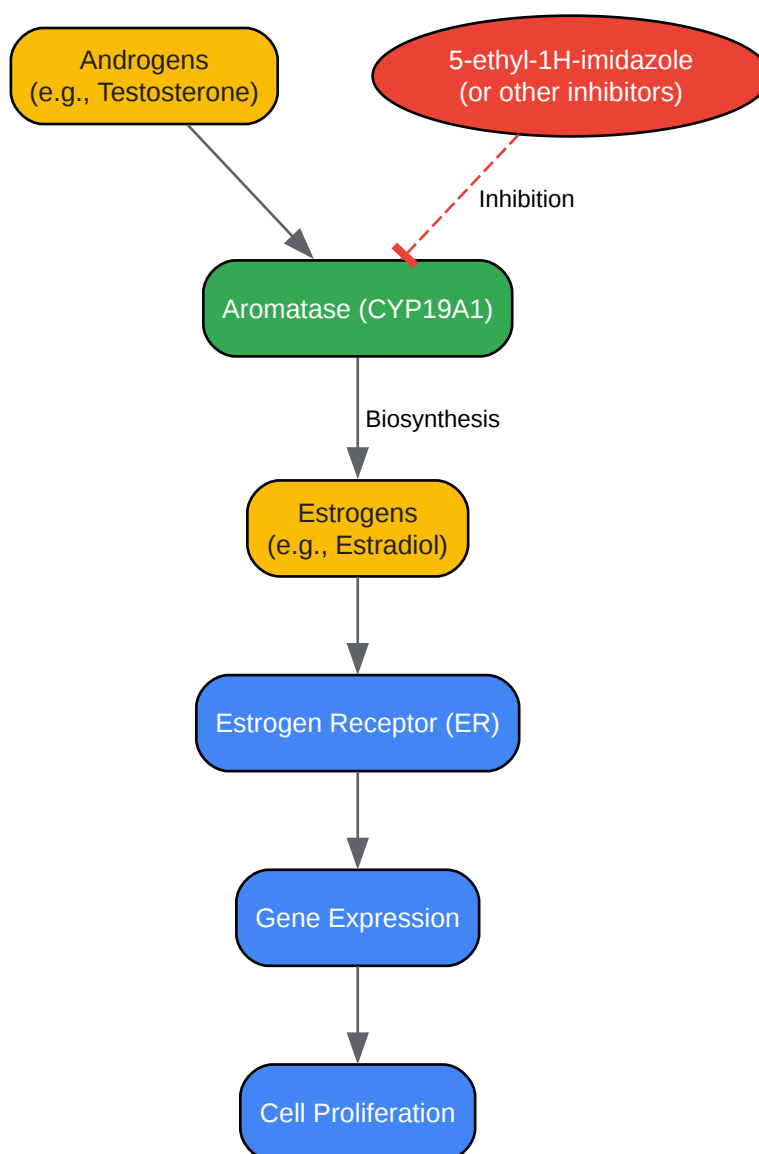 Androgens
(e.g., Testosterone)
5-ethyl-1H-imidazole
(or other inhibitors)
Inhibition
Aromatase (CYP19A1)
Biosynthesis
Estrogens
(e.g., Estradiol)
Estrogen Receptor (ER)
Gene Expression
Cell Proliferation